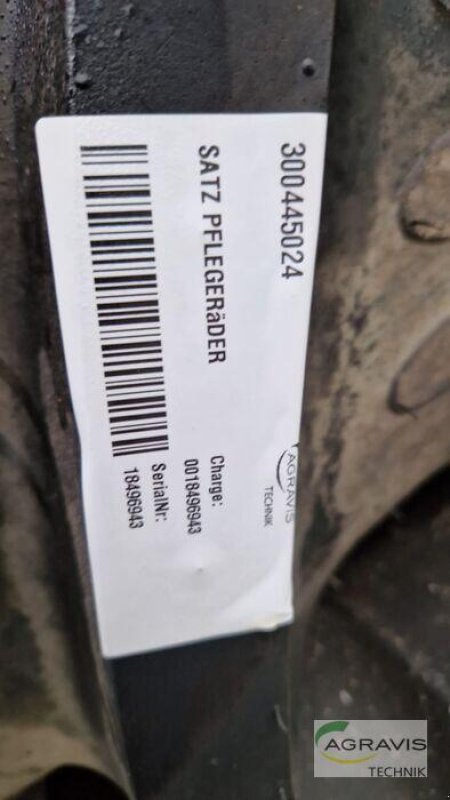 300445024
SATZ PFLEGERäDER
AGRAVIS
TECHNIK
Charge:
0018496943
SerialNr:
18496943
AGRAVIS
TECHNIK